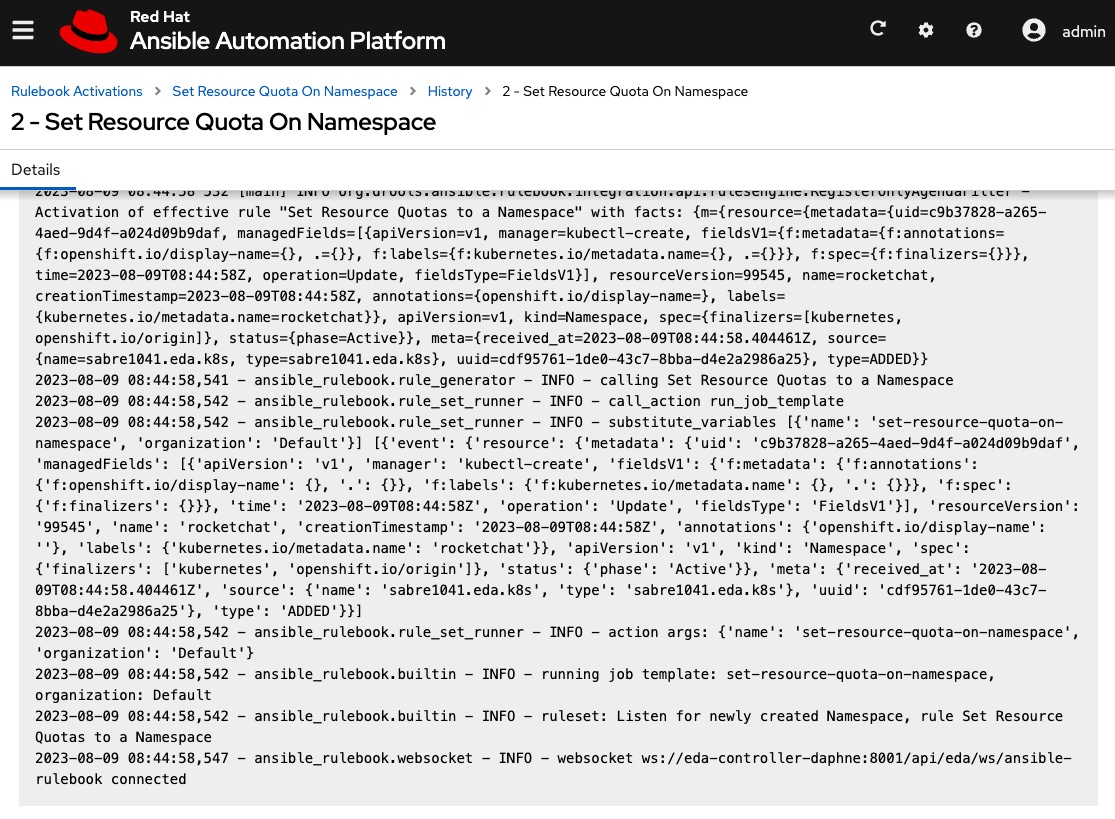 Red Hat
Ansible Automation Platform
admin
Rulebook Activations > Set Resource Quota On Namespace > History > 2 - Set Resource Quota On Namespace
2 - Set Resource Quota On Namespace
Details
2023-08-09 08:44:58 532 [main] INFO org.drools.ansible.rulebook.integration.api.rulesengine.RegisterOnlyAgendaFilter -
Activation of effective rule "Set Resource Quotas to a Namespace" with facts: {m={resource={metadata={uid=c9b37828-a265-
4aed-9d4f-a024d09b9daf, managedFields=[{apiVersion=v1, manager=kubectl-create, fieldsV1={f:metadata={f:annotations=
{f:openshift.io/display-name={}, .={}}, f:labels={f:kubernetes.io/metadata.name={}, .={}}}, f:spec={f:finalizers={}}},
time=2023-08-09T08:44:58Z, operation=Update, fieldsType=FieldsV1}], resourceVersion=99545, name=rocketchat,
creationTimestamp=2023-08-09T08:44:58Z, annotations={openshift.io/display-name=}, labels=
{kubernetes.io/metadata.name=rocketchat}}, apiVersion=v1, kind=Namespace, spec={finalizers=[kubernetes,
openshift.io/origin]}, status={phase=Active}}, meta={received_at=2023-08-09T08:44:58.404461Z, source=
{name=sabre1041.eda.k8s, type=sabre1041.eda.k8s}, uuid=cdf95761-1de0-43c7-8bba-d4e2a2986a25}, type=ADDED}}
2023-08-09 08:44:58,541 - ansible_rulebook.rule_generator - INFO - calling Set Resource Quotas to a Namespace
2023-08-09 08:44:58,542 - ansible_rulebook.rule_set_runner - INFO - call_action run_job_template
2023-08-09 08:44:58,542 - ansible_rulebook.rule_set_runner - INFO - substitute_variables [{'name': 'set-resource-quota-on-
namespace', 'organization': 'Default'}] [{'event': {'resource': {'metadata': {'uid': 'c9b37828-a265-4aed-9d4f-a024d09b9daf',
'managedFields': [{'apiVersion': 'v1', 'manager': 'kubectl-create', 'fieldsV1': {'f:metadata': {'f:annotations':
{'f:openshift.io/display-name': {}, '.': {}}, 'f:labels': {'f:kubernetes.io/metadata.name': {}, '.': {}}}, 'f:spec':
{'f:finalizers': {}}}, 'time': '2023-08-09T08:44:58Z', 'operation': 'Update', 'fieldsType': 'FieldsV1'}], 'resourceVersion':
'99545', 'name': 'rocketchat', 'creationTimestamp': '2023-08-09T08:44:58Z', 'annotations': {'openshift.io/display-name':
''}, 'labels': {'kubernetes.io/metadata.name': 'rocketchat'}}, 'apiVersion': 'v1', 'kind': 'Namespace', 'spec':
{'finalizers': ['kubernetes', 'openshift.io/origin']}, 'status': {'phase': 'Active'}}, 'meta': {'received_at': '2023-08-
09T08:44:58.404461Z', 'source': {'name': 'sabre1041.eda.k8s', 'type': 'sabre1041.eda.k8s'}, 'uuid': 'cdf95761-1de0-43c7-
8bba-d4e2a2986a25'}, 'type': 'ADDED'}}]
2023-08-09 08:44:58,542 - ansible_rulebook.rule_set_runner - INFO - action args: {'name': 'set-resource-quota-on-namespace',
'organization': 'Default'}
2023-08-09 08:44:58,542 - ansible_rulebook.builtin - INFO - running job template: set-resource-quota-on-namespace,
organization: Default
2023-08-09 08:44:58,542 - ansible_rulebook.builtin - INFO - ruleset: Listen for newly created Namespace, rule Set Resource
Quotas to a Namespace
2023-08-09 08:44:58,547 - ansible_rulebook.websocket - INFO - websocket ws://eda-controller-daphne:8001/api/eda/ws/ansible-
rulebook connected